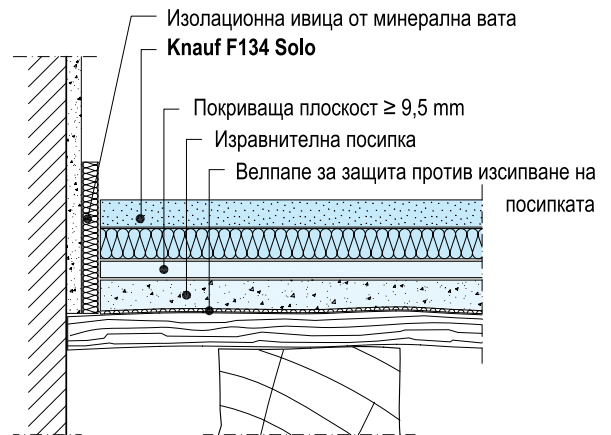 Изолационна ивица от минерална вата
Knauf F134 Solo
Покриваща плоскост ≥ 9,5 mm
Изравнителна посипка
Велпапе за защита против изсипване на
посипката